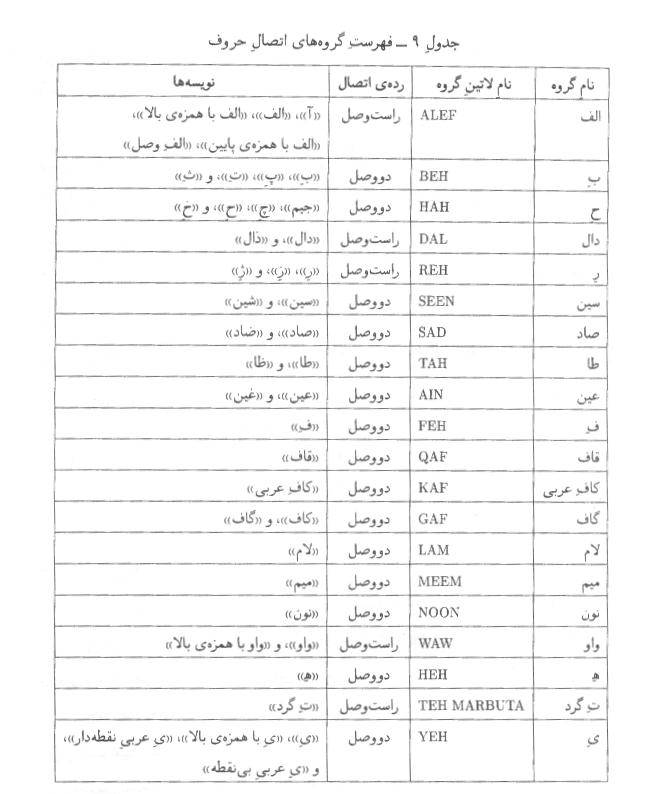 جدولِ ۹ ـ فهرستِ گروه‌های اتصالِ حروف
نام گروه	نام لاتینِ گروه	رده‌ی اتصال	نویسه‌ها
الف	ALEF	راست‌وصل	«آ»، «الف»، «الف با همزه‌ی بالا»،
«الف با همزه‌ی پایین»، «الفِ وصل»
بِ	BEH	دووصل	«بِ»، «پِ»، «تِ»، و «ثِ»
حِ	HAH	دووصل	«جیم»، «چِ»، «حِ»، و «خِ»
دال	DAL	راست‌وصل	«دال»، و «ذال»
رِ	REH	راست‌وصل	«رِ»، «زِ»، و «ژِ»
سین	SEEN	دووصل	«سین»، و «شین»
صاد	SAD	دووصل	«صاد»، و «ضاد»
طا	TAH	دووصل	«طا»، و «ظا»
عین	AIN	دووصل	«عین»، و «غین»
فِ	FEH	دووصل	«فِ»
قاف	QAF	دووصل	«قاف»
کافِ عربی	KAF	دووصل	«کافِ عربی»
گاف	GAF	دووصل	«کاف»، و «گاف»
لام	LAM	دووصل	«لام»
میم	MEEM	دووصل	«میم»
نون	NOON	دووصل	«نون»
واو	WAW	راست‌وصل	«واو»، و «واو با همزه‌ی بالا»
هِ	HEH	دووصل	«هِ»
تِ گرد	TEH MARBUTA	راست‌وصل	«تِ گرد»
یِ	YEH	دووصل	«یِ»، «یِ با همزه‌ی بالا»، «یِ عربیِ نقطه‌دار»،
و «یِ عربیِ بی‌نقطه»